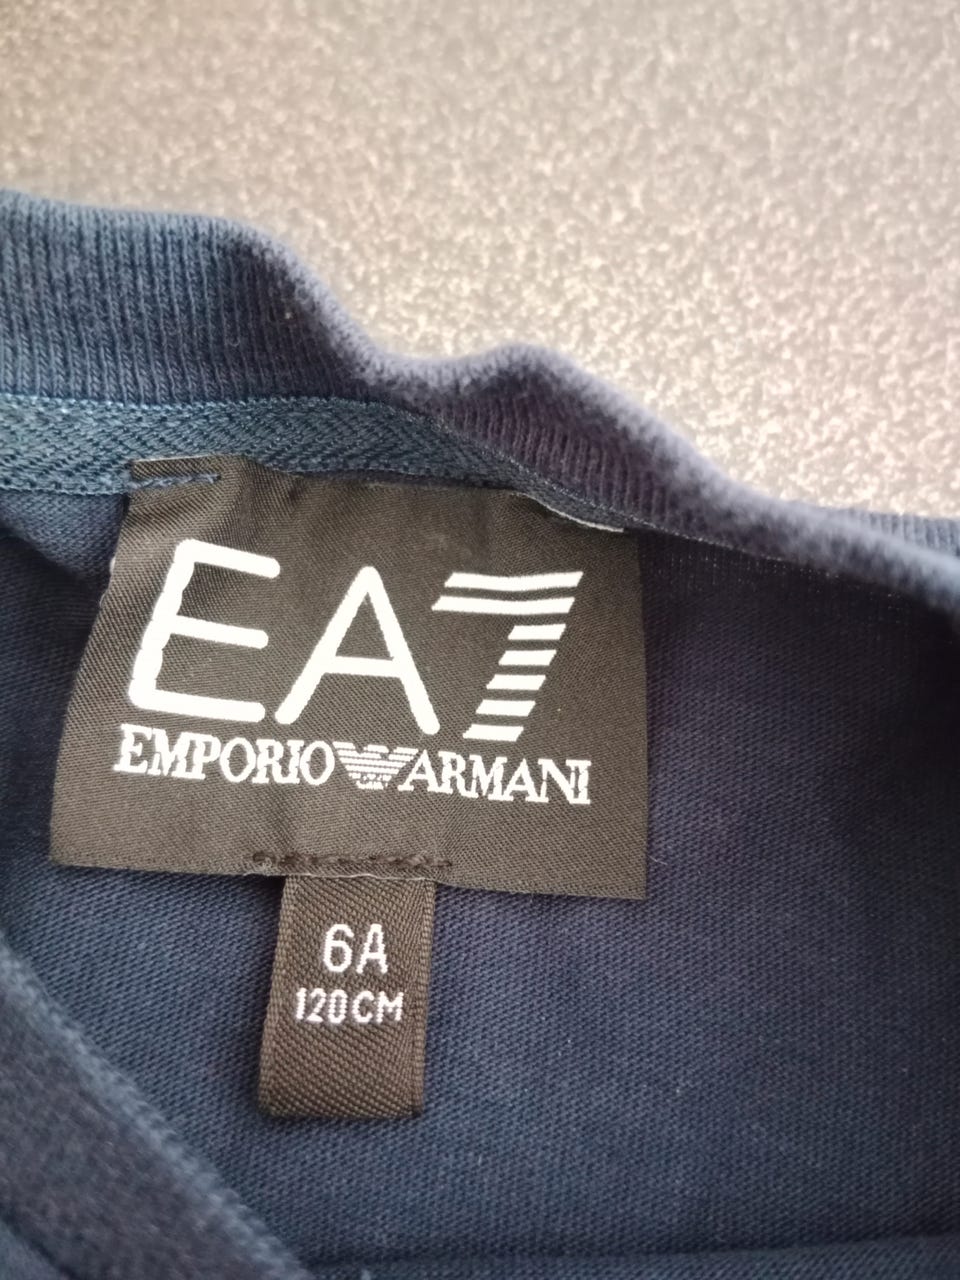 EA7
EMPORIO ARMANI
6A
120CM